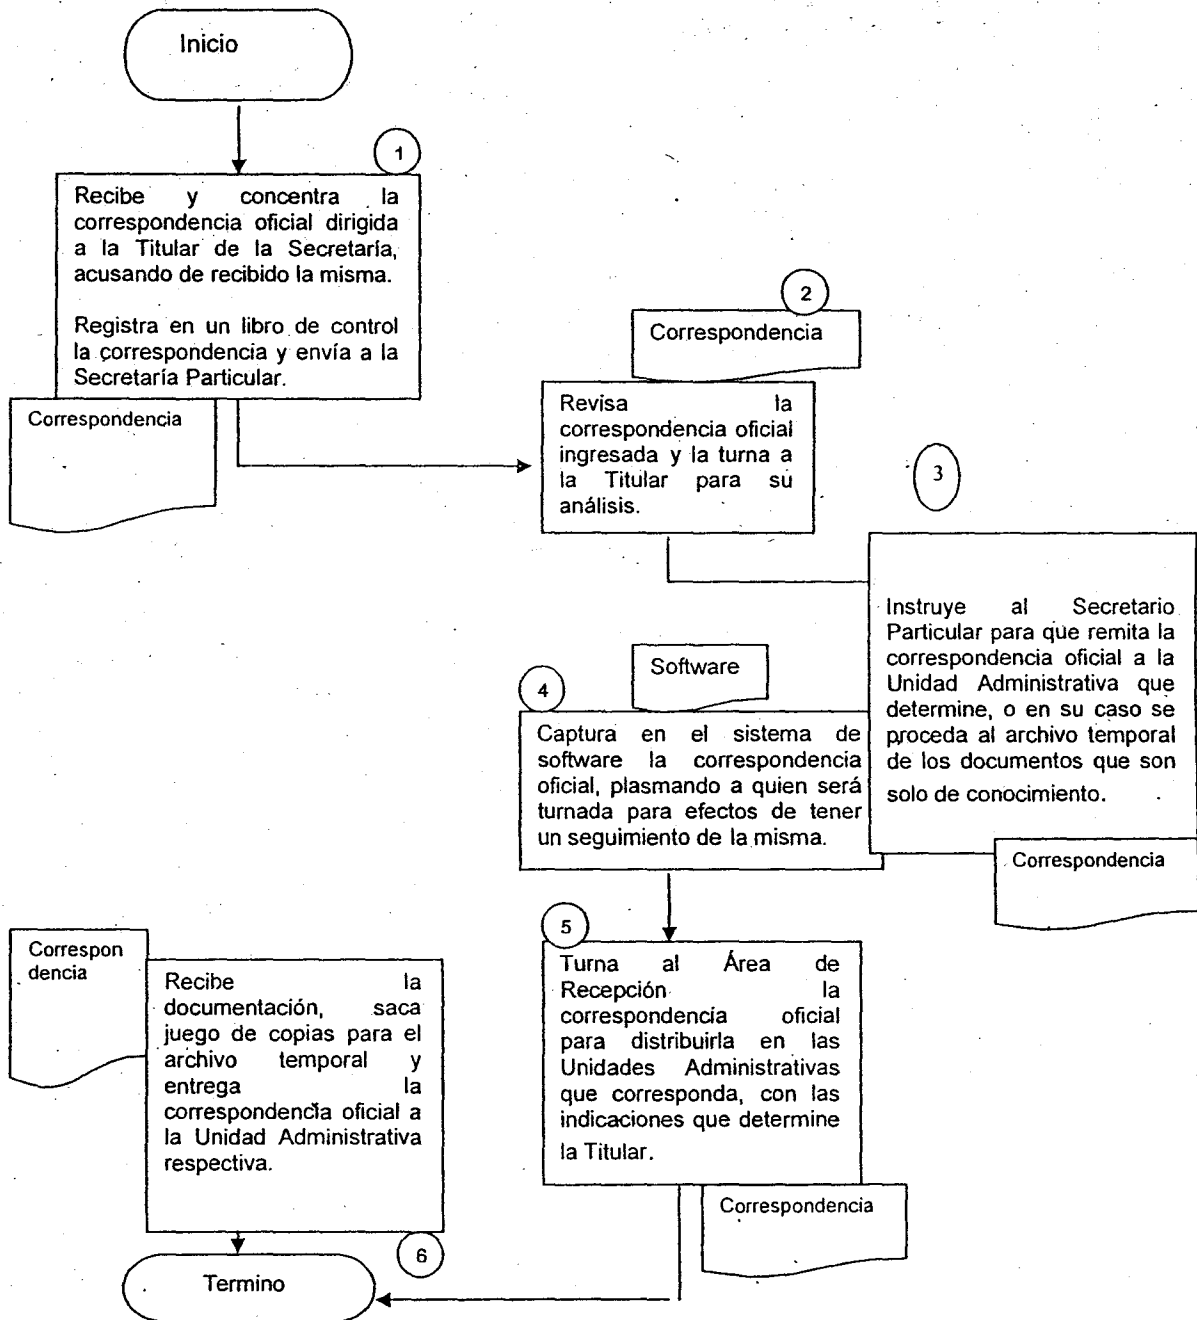 Inicio
1
Recibe y concentra la
correspondencia oficial dirigida
a la Titular de la Secretaría,
acusando de recibido la misma.
Registra en un libro de control
la correspondencia y envía a la
Secretaría Particular.
Correspondencia
2
Correspondencia
Revisa la
correspondencia oficial
ingresada y la turna a
la Titular para su
análisis.
3
Instruye al Secretario
Particular para que remita la
correspondencia oficial a la
Unidad Administrativa que
determine, o en su caso se
proceda al archivo temporal
de los documentos que son
solo de conocimiento.
Correspondencia
Software
4
Captura en el sistema de
software la correspondencia
oficial, plasmando a quien será
turnada para efectos de tener
un seguimiento de la misma.
5
Turna al Área de
Recepción la
correspondencia oficial
para distribuirla en las
Unidades Administrativas
que corresponda, con las
indicaciones que determine
la Titular.
Correspondencia
Correspon
dencia
Recibe la
documentación, saca
juego de copias para el
archivo temporal y
entrega la
correspondencia oficial a
la Unidad Administrativa
respectiva.
6
Termino